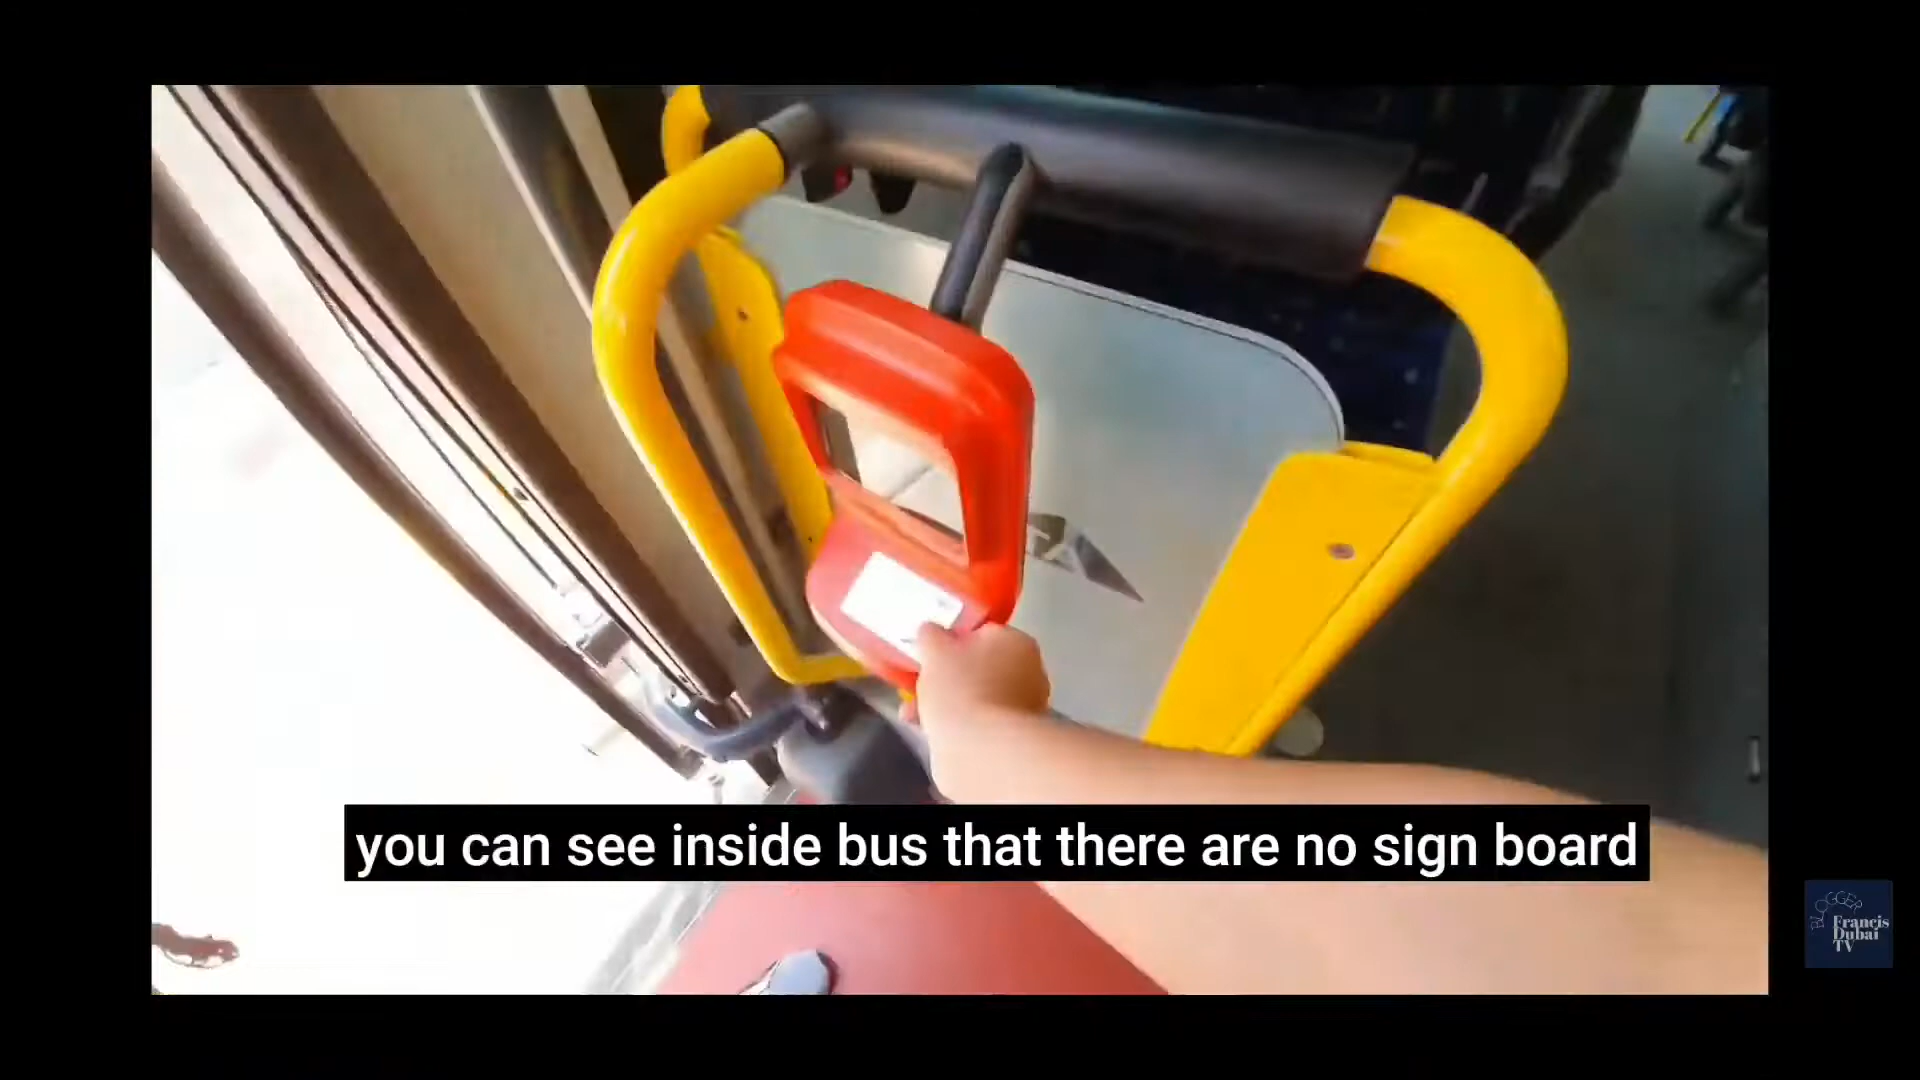 you can see inside bus that there are no sign board
BLOGGER
Francis
Dubai
TV